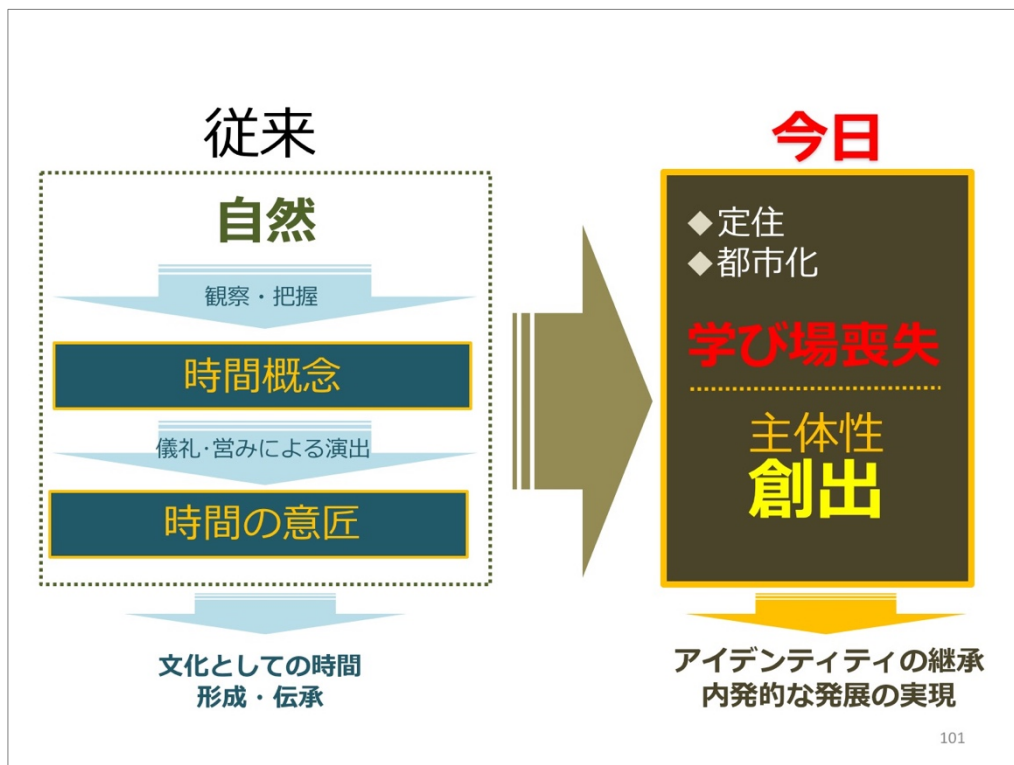 従来
自然
観察・把握
時間概念
儀礼・営みによる演出
時間の意匠
文化としての時間
形成・伝承
今日
◆定住
◆都市化
学び場喪失
主体性
創出
アイデンティティの継承
内発的な発展の実現
101